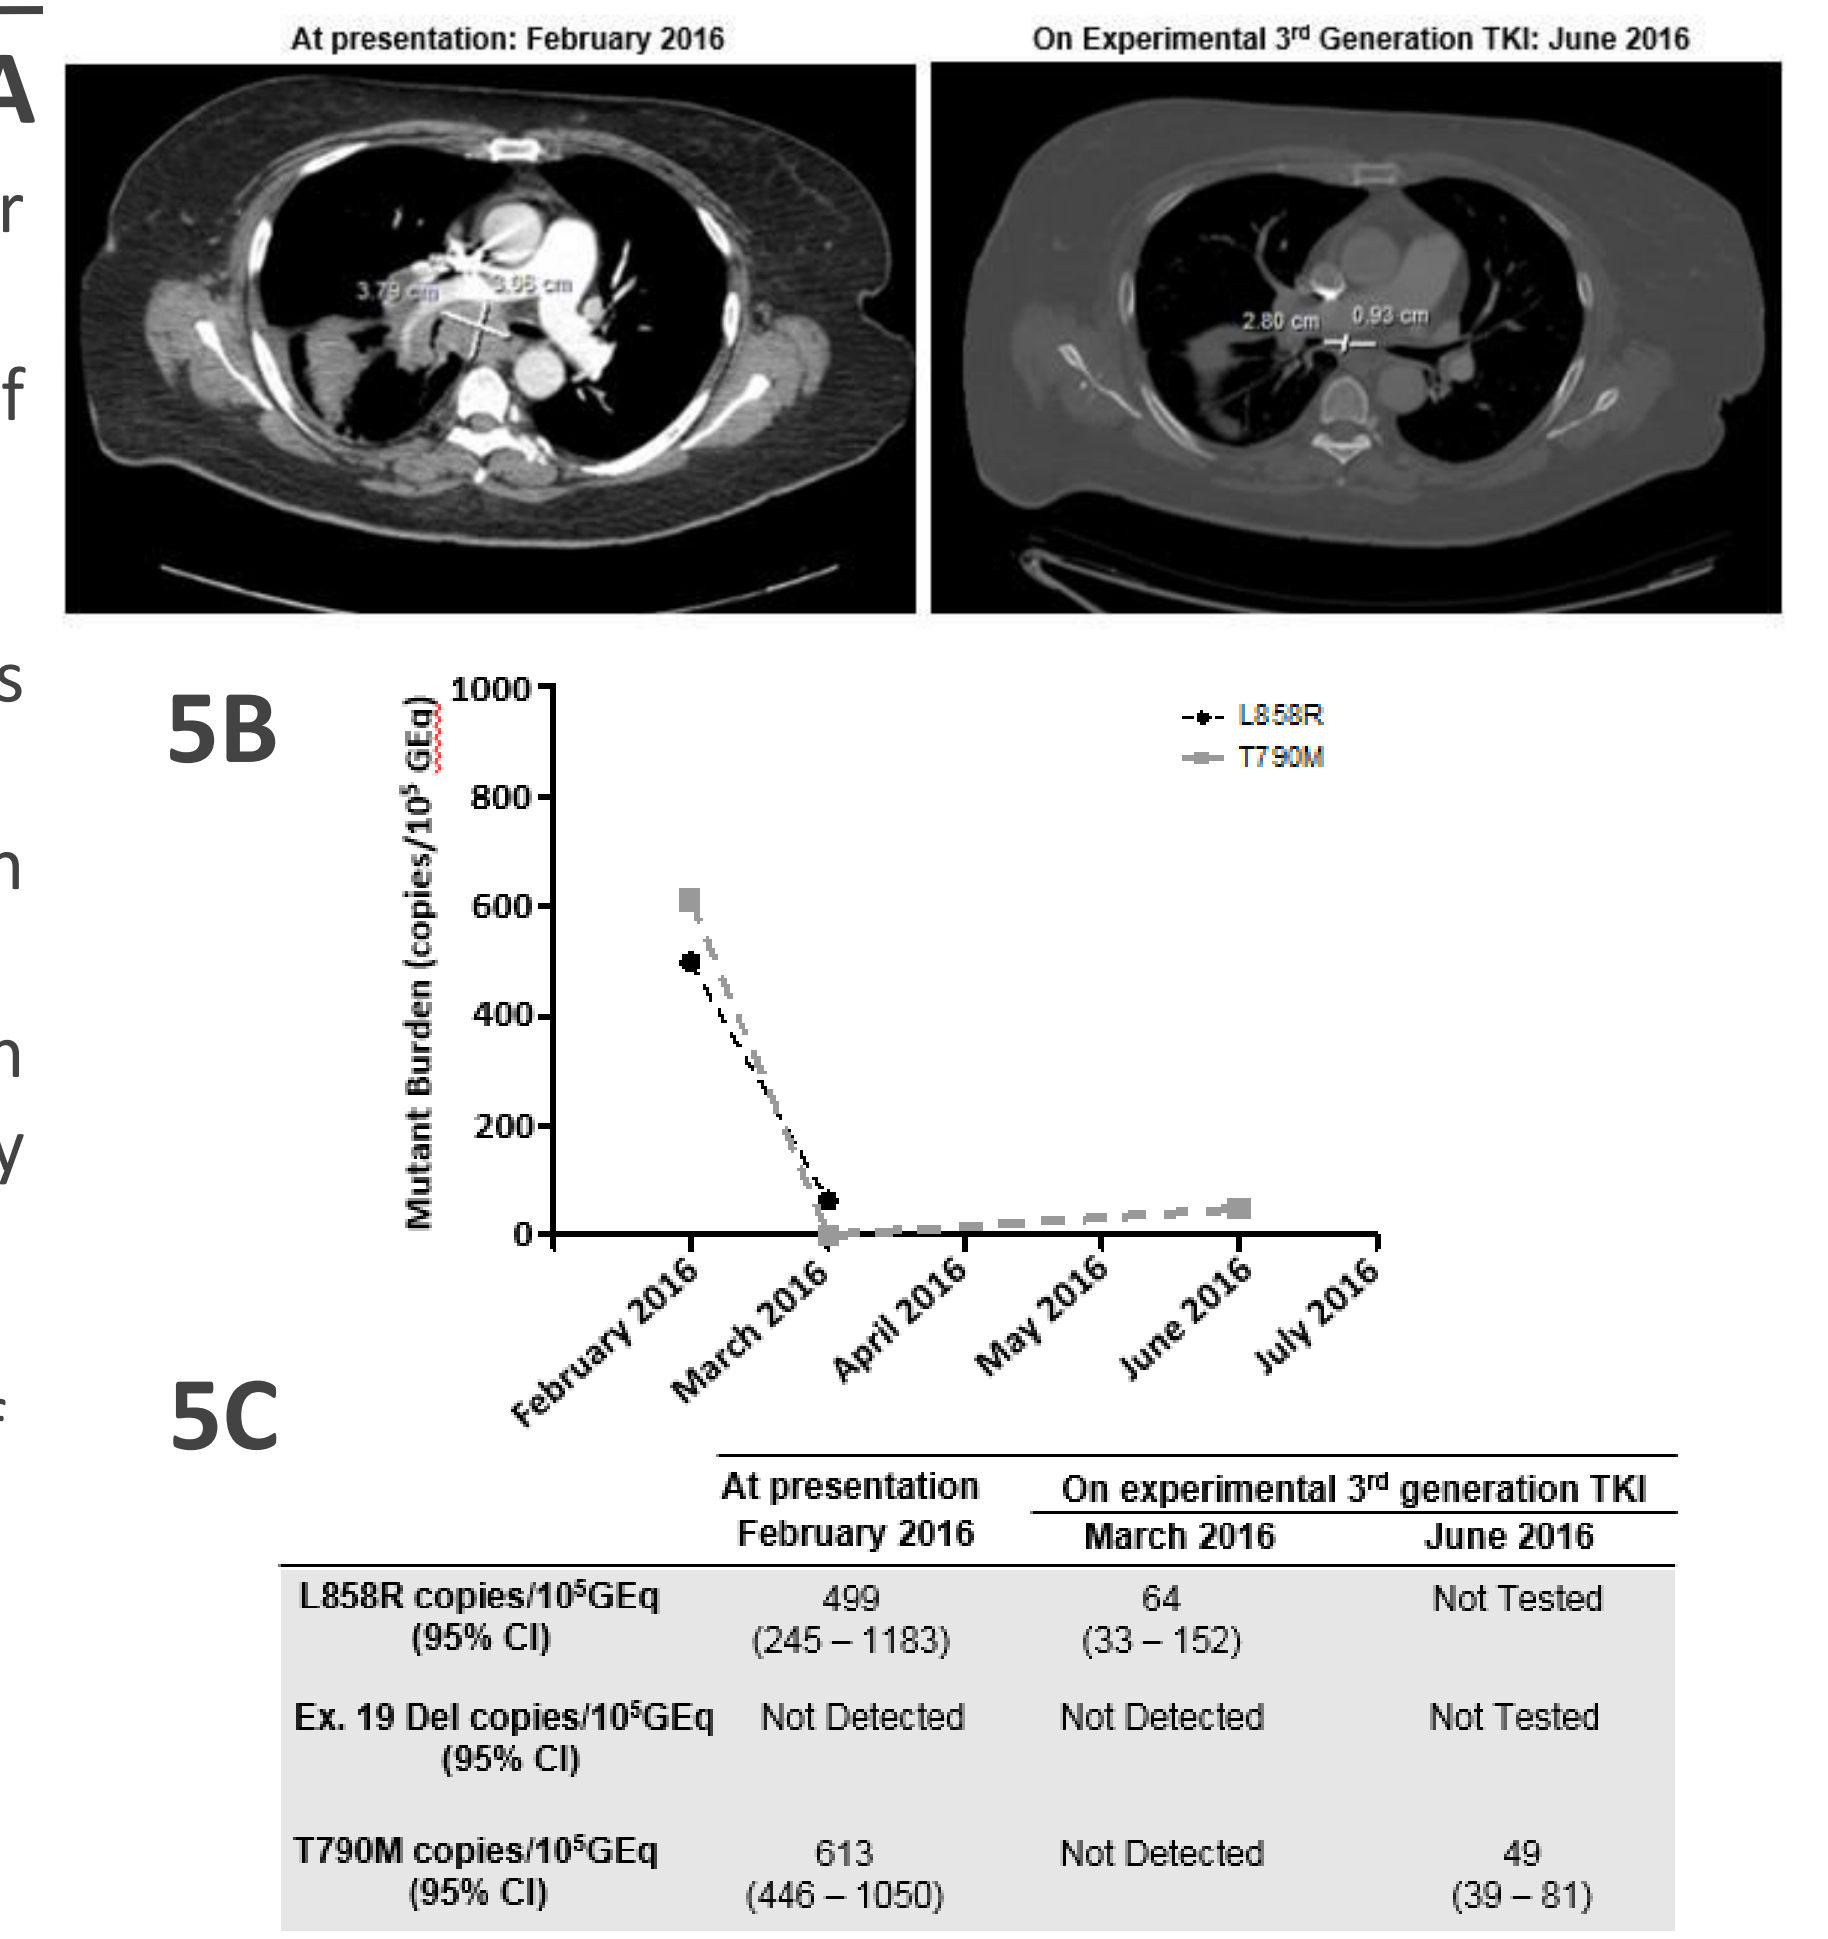 At presentation: February 2016
On Experimental 3rd Generation TKI: June 2016
A
r
f
s
n
n
y
f
3.79 cm
3.05 cm
2.80 cm
0.93 cm
5B
Mutant Burden (copies/10⁵ GEq)
1000
800
600
400
200
0
L858R
T790M
February 2016
March 2016
April 2016
May 2016
June 2016
July 2016
5C
At presentation
On experimental 3rd generation TKI
February 2016
March 2016
June 2016
L858R copies/10⁵GEq
(95% CI)
499
(245 – 1183)
64
(33 – 152)
Not Tested
Ex. 19 Del copies/10⁵GEq
(95% CI)
Not Detected
Not Detected
Not Tested
T790M copies/10⁵GEq
(95% CI)
613
(446 – 1050)
Not Detected
49
(39 – 81)